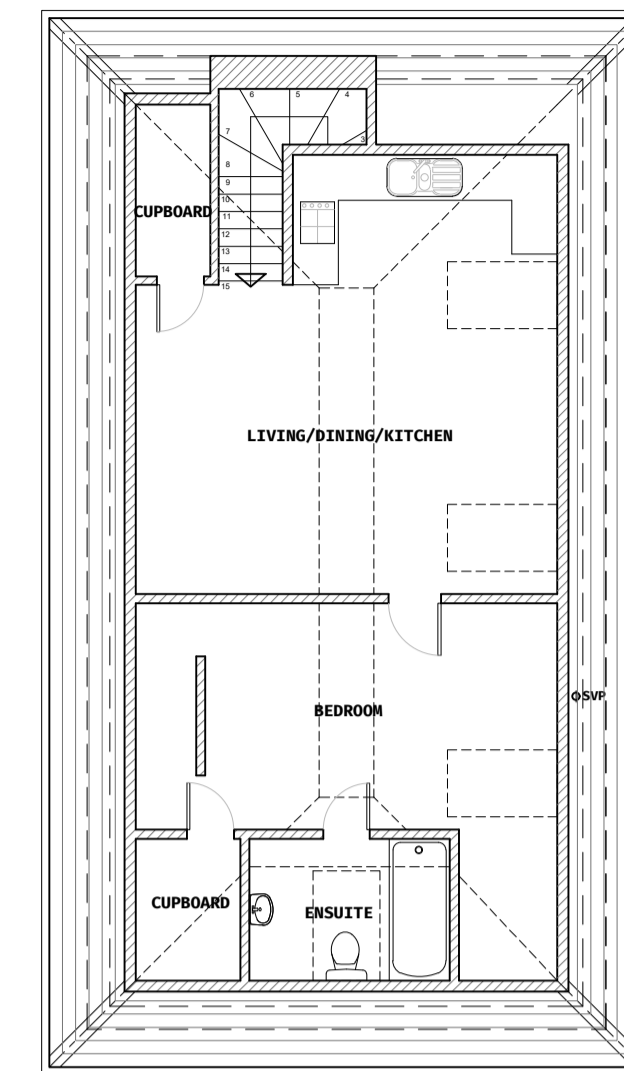 6 5 4
7 3
8
9
10
11
12
13
14
15
CUPBOARD
LIVING/DINING/KITCHEN
BEDROOM
SVP
CUPBOARD
ENSUITE